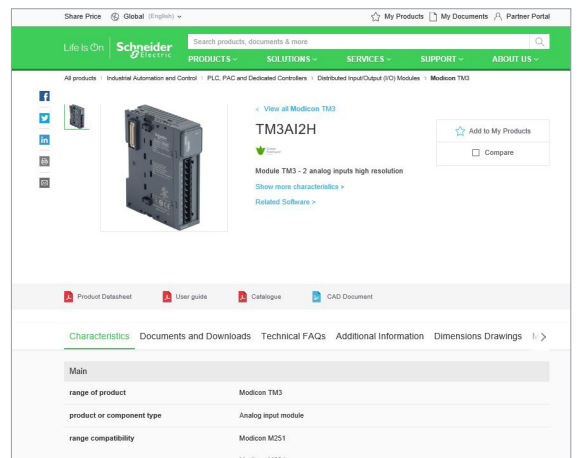 Share Price Global (English) My Products My Documents Partner Portal
Life Is On Schneider Electric
Search products, documents & more
PRODUCTS SOLUTIONS SERVICES SUPPORT ABOUT US
All products Industrial Automation and Control PLC, PAC and Dedicated Controllers Distributed Input/Output (I/O) Modules Modicon TM3
< View all Modicon TM3
TM3AI2H
Add to My Products
Compare
Module TM3 - 2 analog inputs high resolution
Show more characteristics >
Related Software >
Product Datasheet User guide Catalogue CAD Document
Characteristics Documents and Downloads Technical FAQs Additional Information Dimensions Drawings
Main
range of product Modicon TM3
product or component type Analog input module
range compatibility Modicon M251